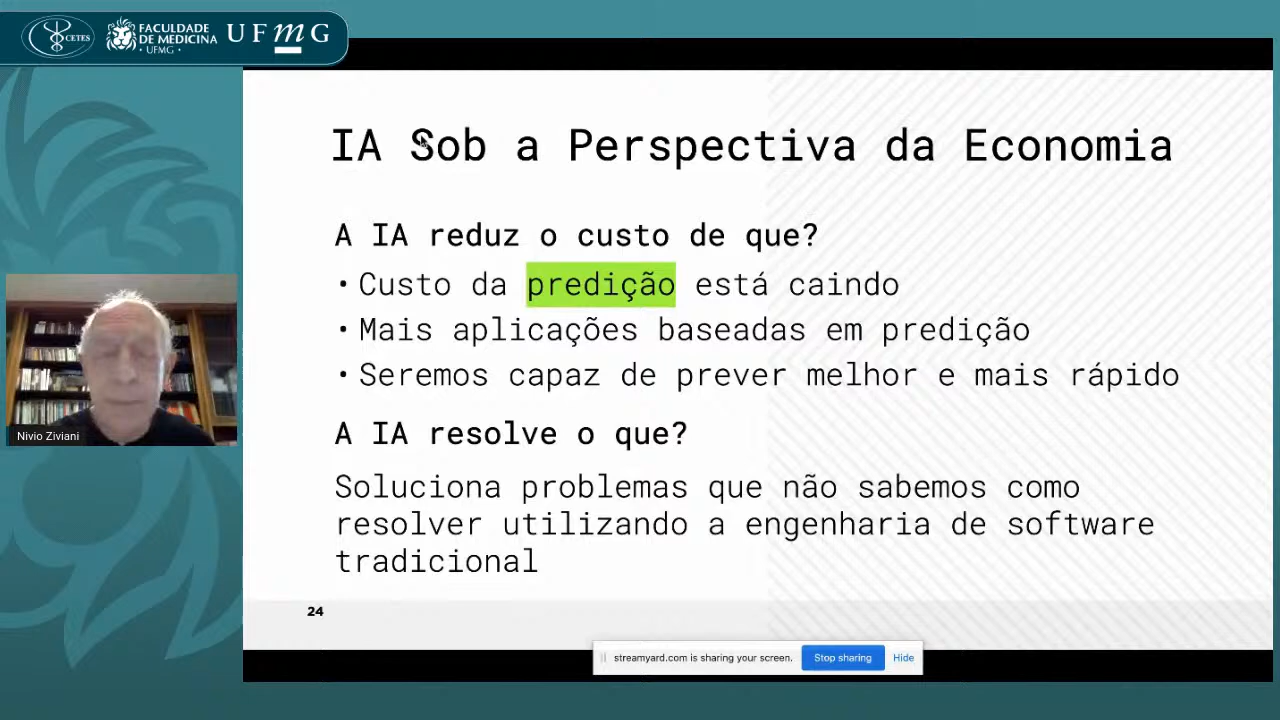 CETES
FACULDADE
DE MEDICINA
• UFMG •
UFmG
IA Sob a Perspectiva da Economia
A IA reduz o custo de que?
• Custo da predição está caindo
• Mais aplicações baseadas em predição
• Seremos capaz de prever melhor e mais rápido
A IA resolve o que?
Soluciona problemas que não sabemos como
resolver utilizando a engenharia de software
tradicional
24
Nivio Ziviani
streamyard.com is sharing your screen. Stop sharing Hide